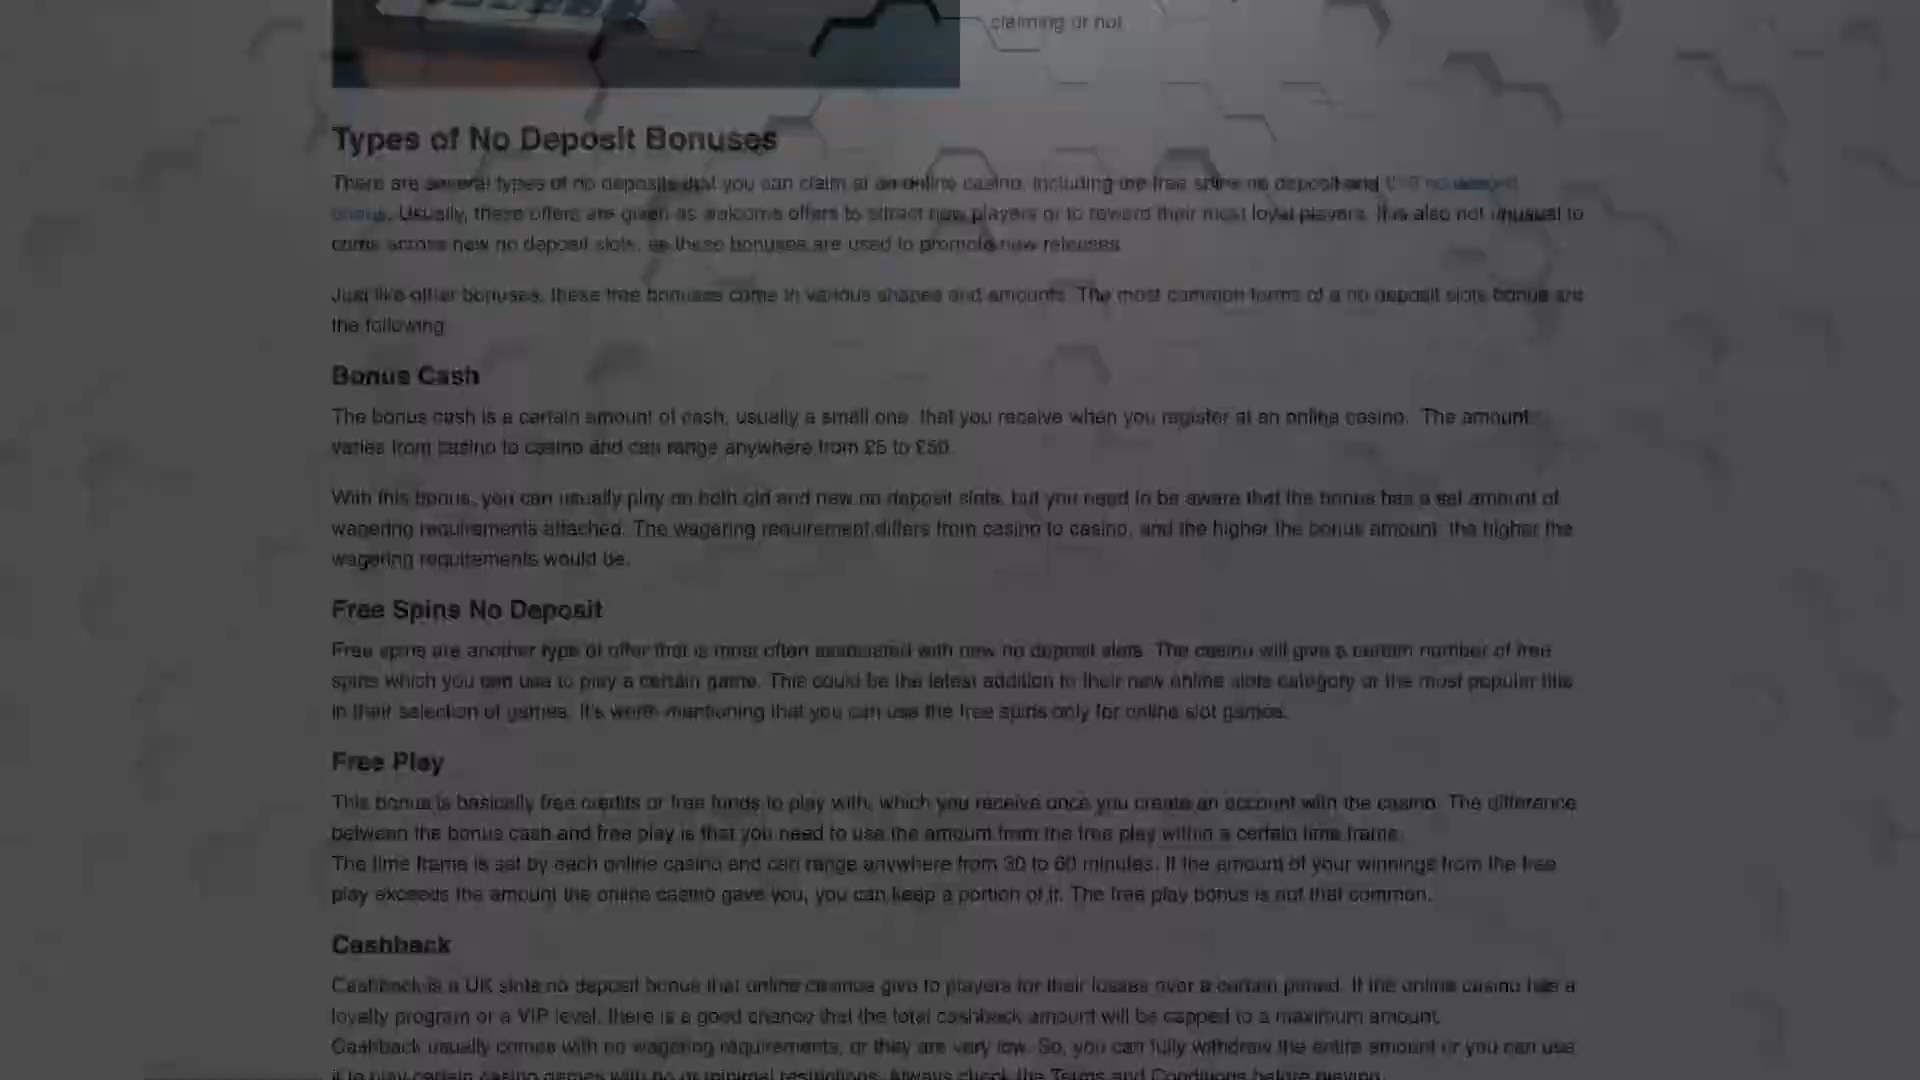 claiming or not
Types of No Deposit Bonuses
There are several types of no deposits that you can claim at an online casino, including the free spins no deposit and £10 no deposit
bonus. Usually, these offers are given as welcome offers to attract new players or to reward their most loyal players. It is also not unusual to
come across new no deposit slots, as these bonuses are used to promote new releases.
Just like other bonuses, these free bonuses come in various shapes and amounts. The most common forms of a no deposit slots bonus are
the following:
Bonus Cash
The bonus cash is a certain amount of cash, usually a small one, that you receive when you register at an online casino. The amount
varies from casino to casino and can range anywhere from £5 to £50.
With this bonus, you can usually play on both old and new no deposit slots, but you need to be aware that the bonus has a set amount of
wagering requirements attached. The wagering requirement differs from casino to casino, and the higher the bonus amount, the higher the
wagering requirements would be.
Free Spins No Deposit
Free spins are another type of offer that is most often associated with new no deposit slots. The casino will give a certain number of free
spins which you can use to play a certain game. This could be the latest addition to their new online slots category or the most popular title
in their selection of games. It's worth mentioning that you can use the free spins only for online slot games.
Free Play
This bonus is basically free credits or free funds to play with, which you receive once you create an account with the casino. The difference
between the bonus cash and free play is that you need to use the amount from the free play within a certain time frame.
The time frame is set by each online casino and can range anywhere from 30 to 60 minutes. If the amount of your winnings from the free
play exceeds the amount the online casino gave you, you can keep a portion of it. The free play bonus is not that common.
Cashback
Cashback is a UK slots no deposit bonus that online casinos give to players for their losses over a certain period. If the online casino has a
loyalty program or a VIP level, there is a good chance that the total cashback amount will be capped to a maximum amount.
Cashback usually comes with no wagering requirements, or they are very low. So, you can fully withdraw the entire amount or you can use
it to play certain casino games with no or minimal restrictions. Always check the Terms and Conditions before playing.